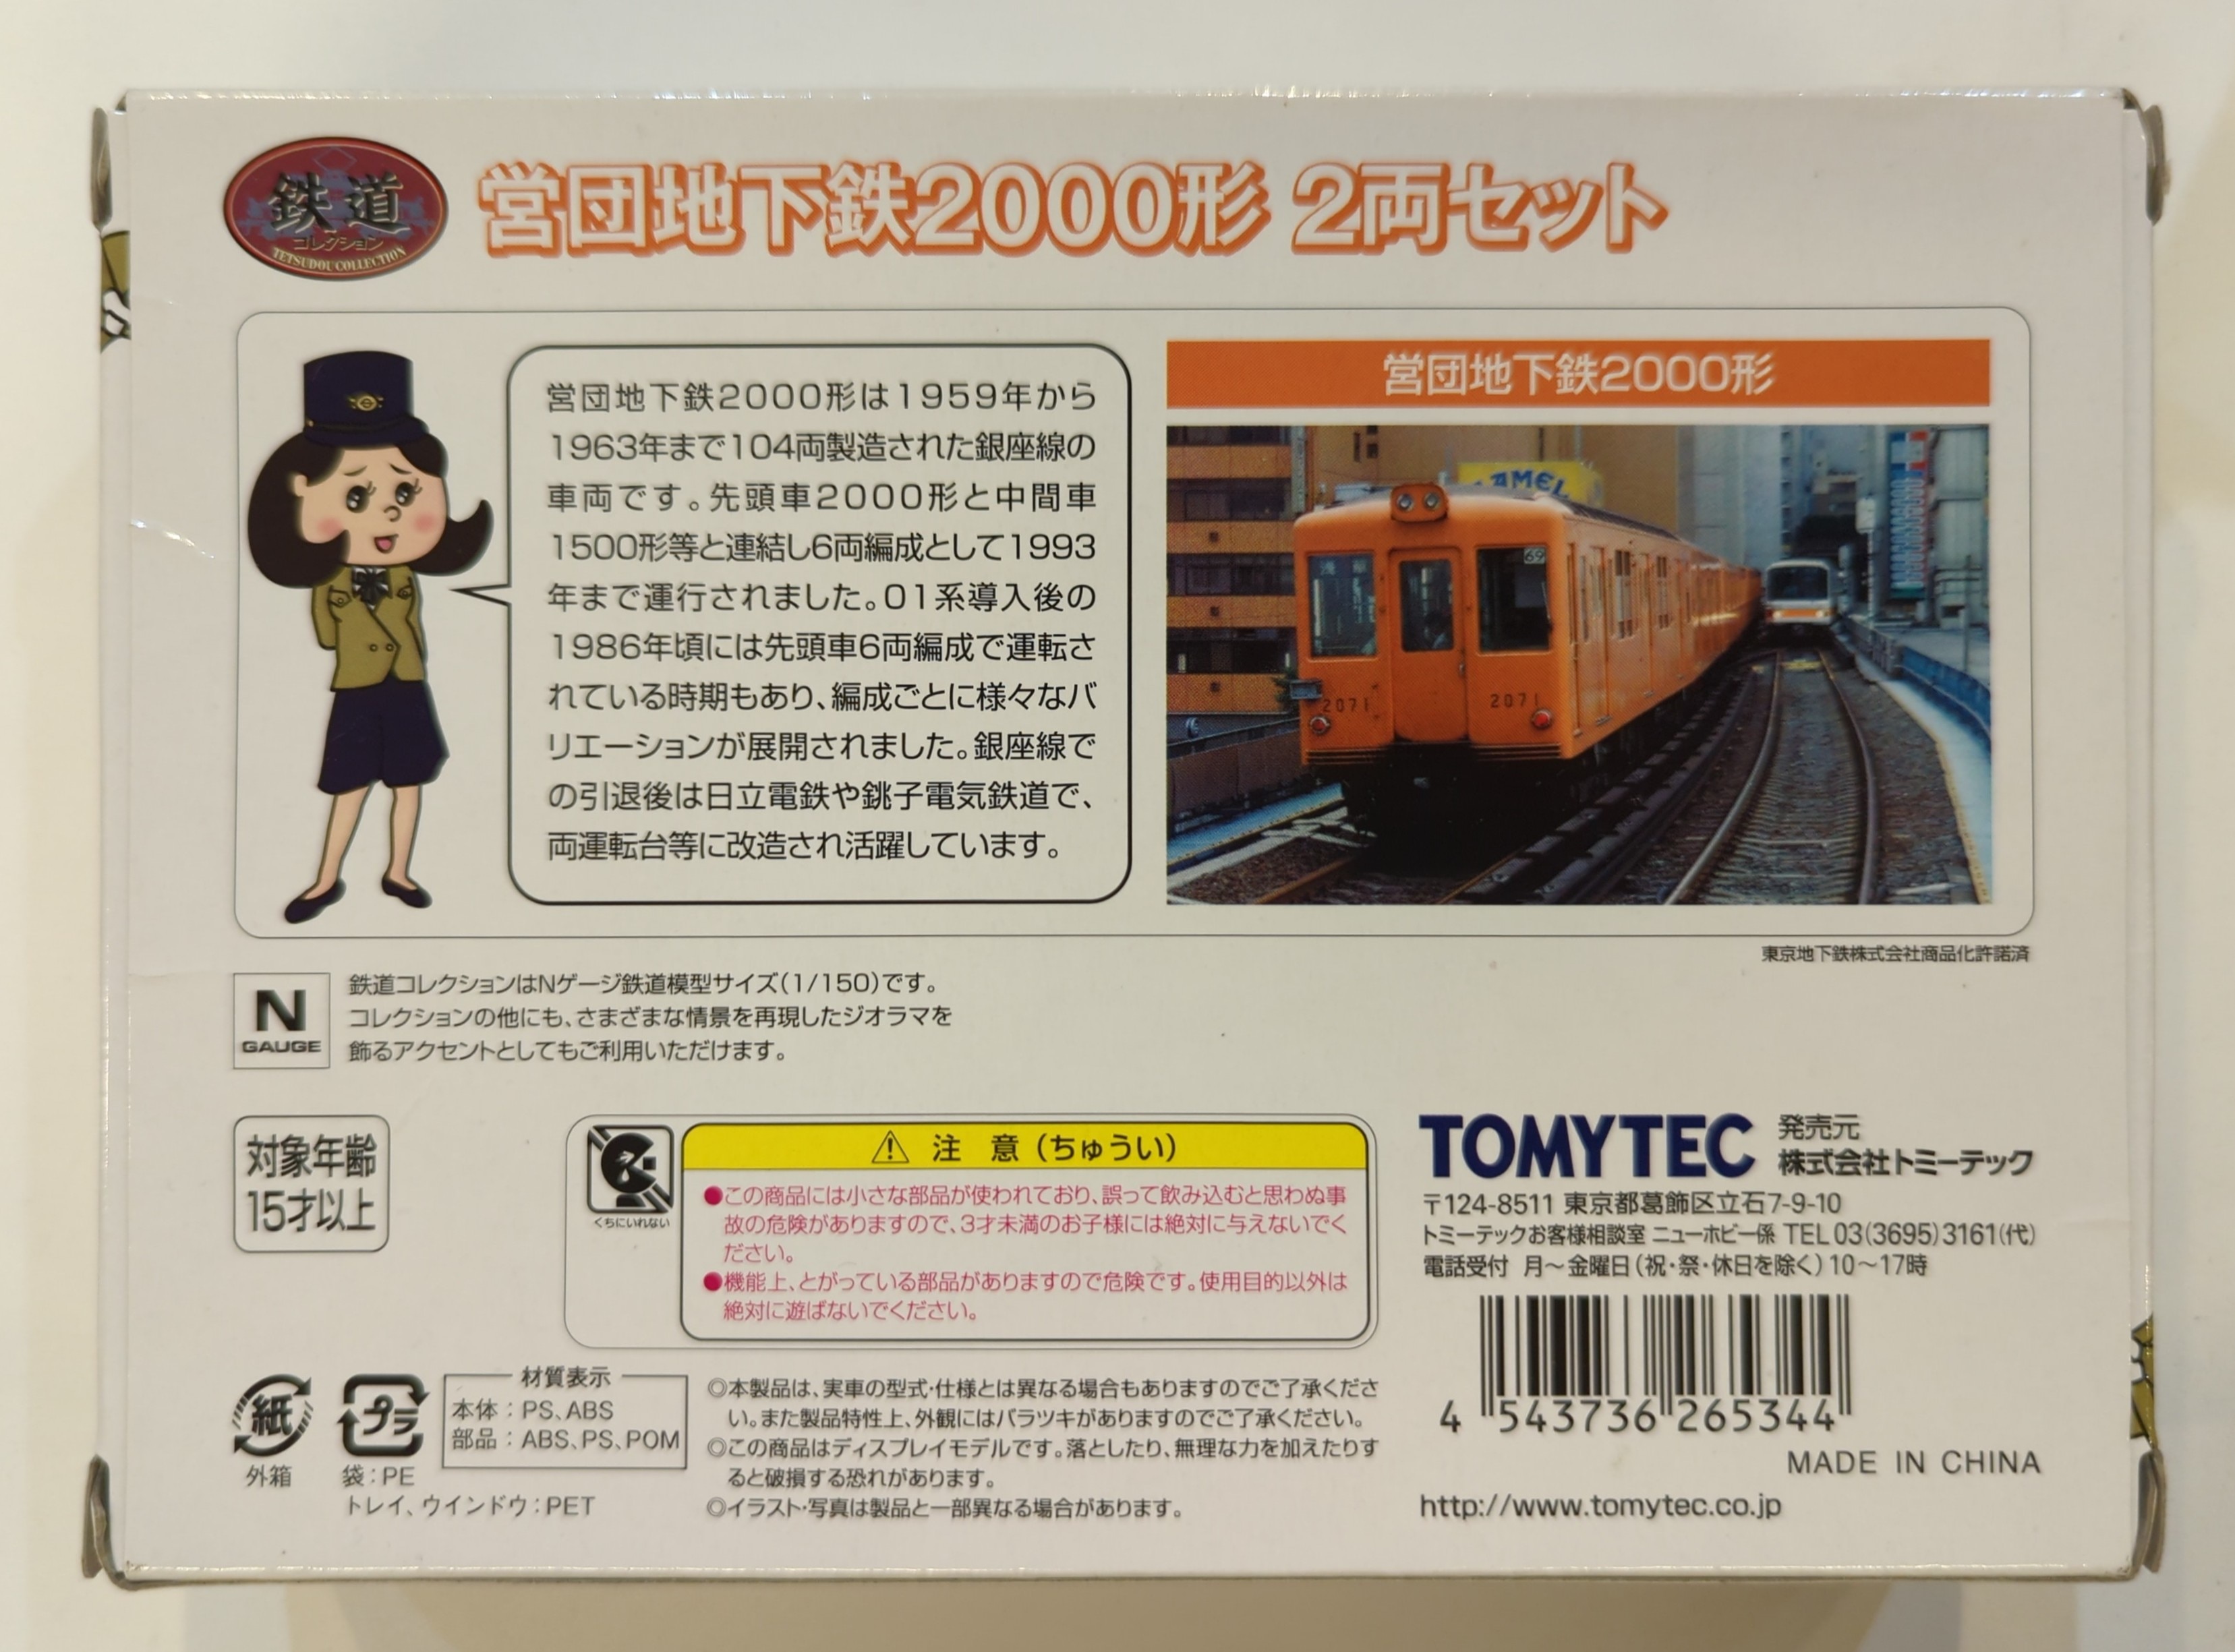 鉄道
コレクション
TETSUDOU COLLECTION
営団地下鉄2000形 2両セット
営団地下鉄2000形は1959年から
1963年まで104両製造された銀座線の
車両です。先頭車2000形と中間車
1500形等と連結し6両編成として1993
年まで運行されました。01系導入後の
1986年頃には先頭車6両編成で運転さ
れている時期もあり、編成ごとに様々なバ
リエーションが展開されました。銀座線で
の引退後は日立電鉄や銚子電気鉄道で、
両運転台等に改造され活躍しています。
営団地下鉄2000形
CAMEL
69
2071
2071
東京地下鉄株式会社商品化許諾済
N
GAUGE
鉄道コレクションはNゲージ鉄道模型サイズ(1/150)です。
コレクションの他にも、さまざまな情景を再現したジオラマを
飾るアクセントとしてもご利用いただけます。
対象年齢
15才以上
くちにいれない
⚠ 注 意 (ちゅうい)
●この商品には小さな部品が使われており、誤って飲み込むと思わぬ事
故の危険がありますので、3才未満のお子様には絶対に与えないでく
ださい。
●機能上、とがっている部品がありますので危険です。使用目的以外は
絶対に遊ばないでください。
TOMYTEC
発売元
株式会社トミーテック
〒124-8511 東京都葛飾区立石7-9-10
トミーテックお客様相談室 ニューホビー係 TEL 03(3695)3161(代)
電話受付 月～金曜日(祝・祭・休日を除く)10～17時
4 543736 265344
MADE IN CHINA
http://www.tomytec.co.jp
紙
外箱
プラ
袋:PE
トレイ、ウインドウ:PET
材質表示
本体:PS、ABS
部品:ABS、PS、POM
◎本製品は、実車の型式・仕様とは異なる場合もありますのでご了承くださ
い。また製品特性上、外観にはバラツキがありますのでご了承ください。
◎この商品はディスプレイモデルです。落としたり、無理な力を加えたりす
ると破損する恐れがあります。
◎イラスト・写真は製品と一部異なる場合があります。